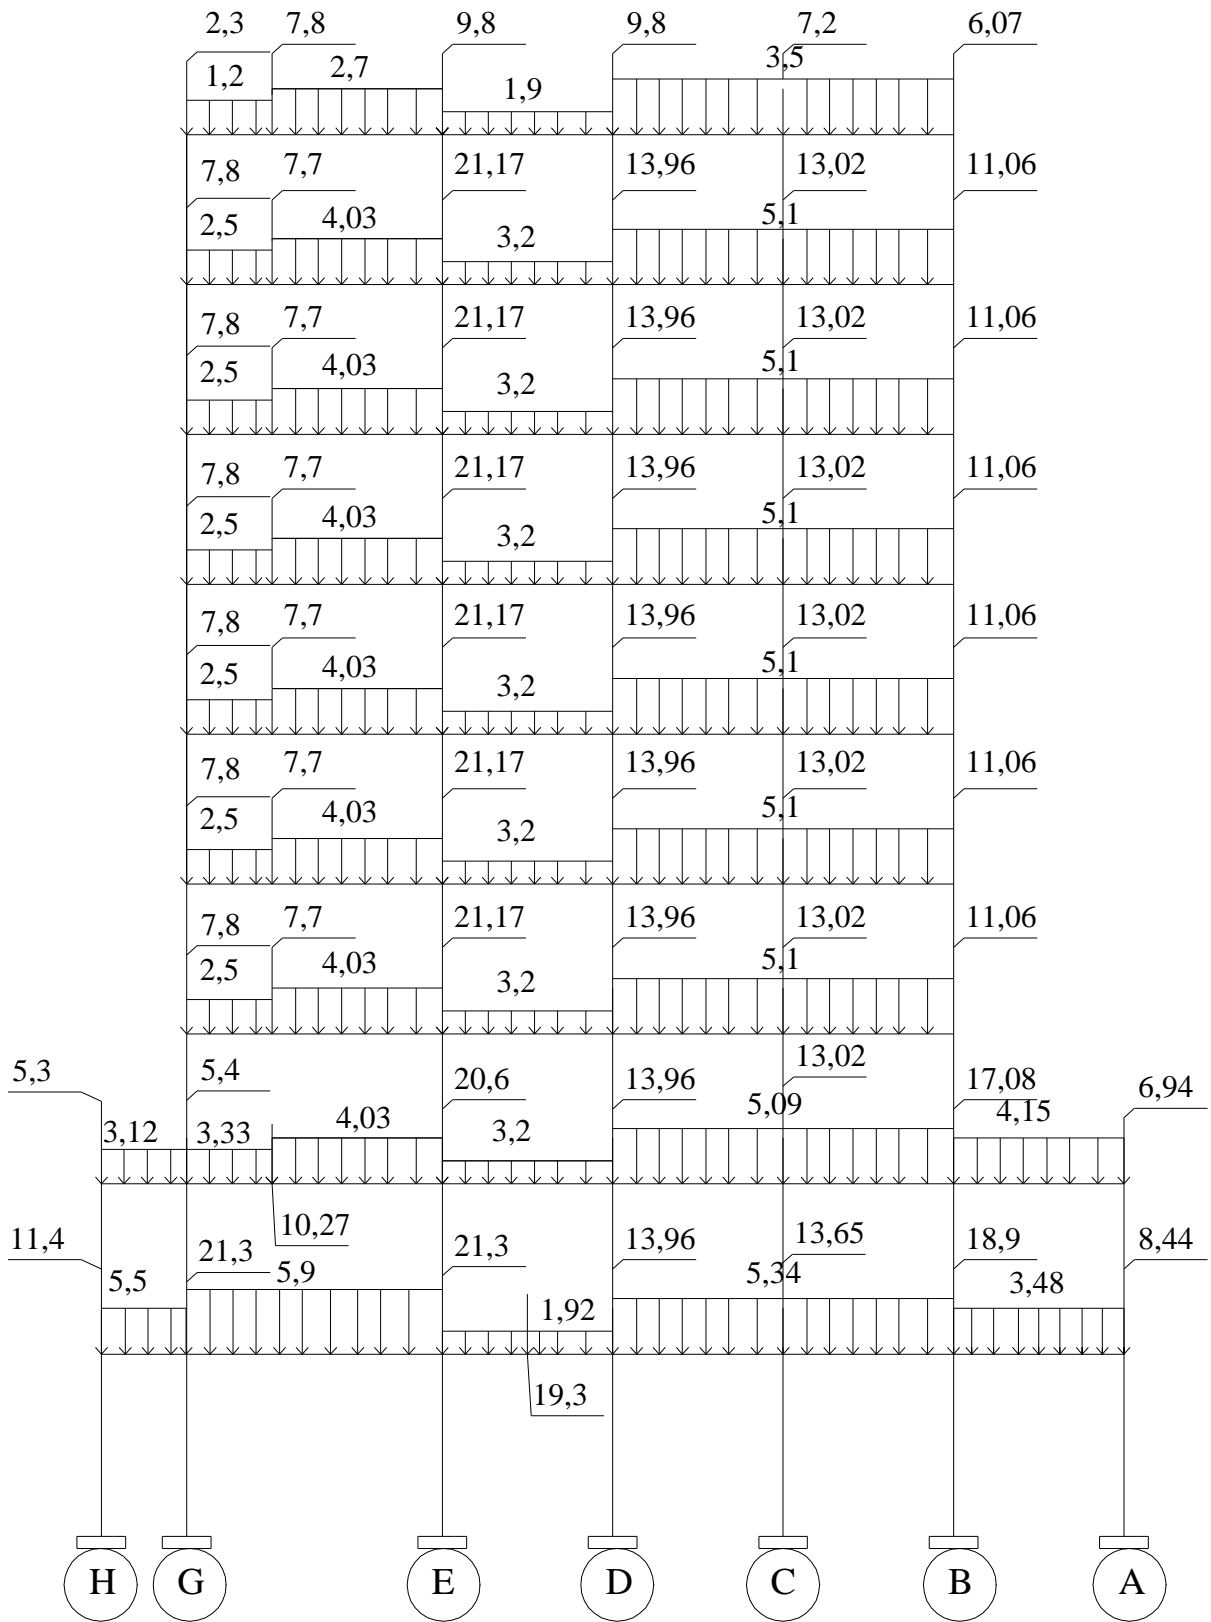 2,3 7,8 9,8 9,8 7,2 6,07
1,2 2,7 1,9 3,5
7,8 7,7 21,17 13,96 13,02 11,06
2,5 4,03 3,2 5,1
7,8 7,7 21,17 13,96 13,02 11,06
2,5 4,03 3,2 5,1
7,8 7,7 21,17 13,96 13,02 11,06
2,5 4,03 3,2 5,1
7,8 7,7 21,17 13,96 13,02 11,06
2,5 4,03 3,2 5,1
7,8 7,7 21,17 13,96 13,02 11,06
2,5 4,03 3,2 5,1
7,8 7,7 21,17 13,96 13,02 11,06
2,5 4,03 3,2 5,1
5,3 5,4 20,6 13,96 13,02 17,08 6,94
3,12 3,33 4,03 3,2 5,09 4,15
10,27
11,4 21,3 21,3 13,96 13,65 18,9 8,44
5,5 5,9 1,92 5,34 3,48
19,3
H G E D C B A